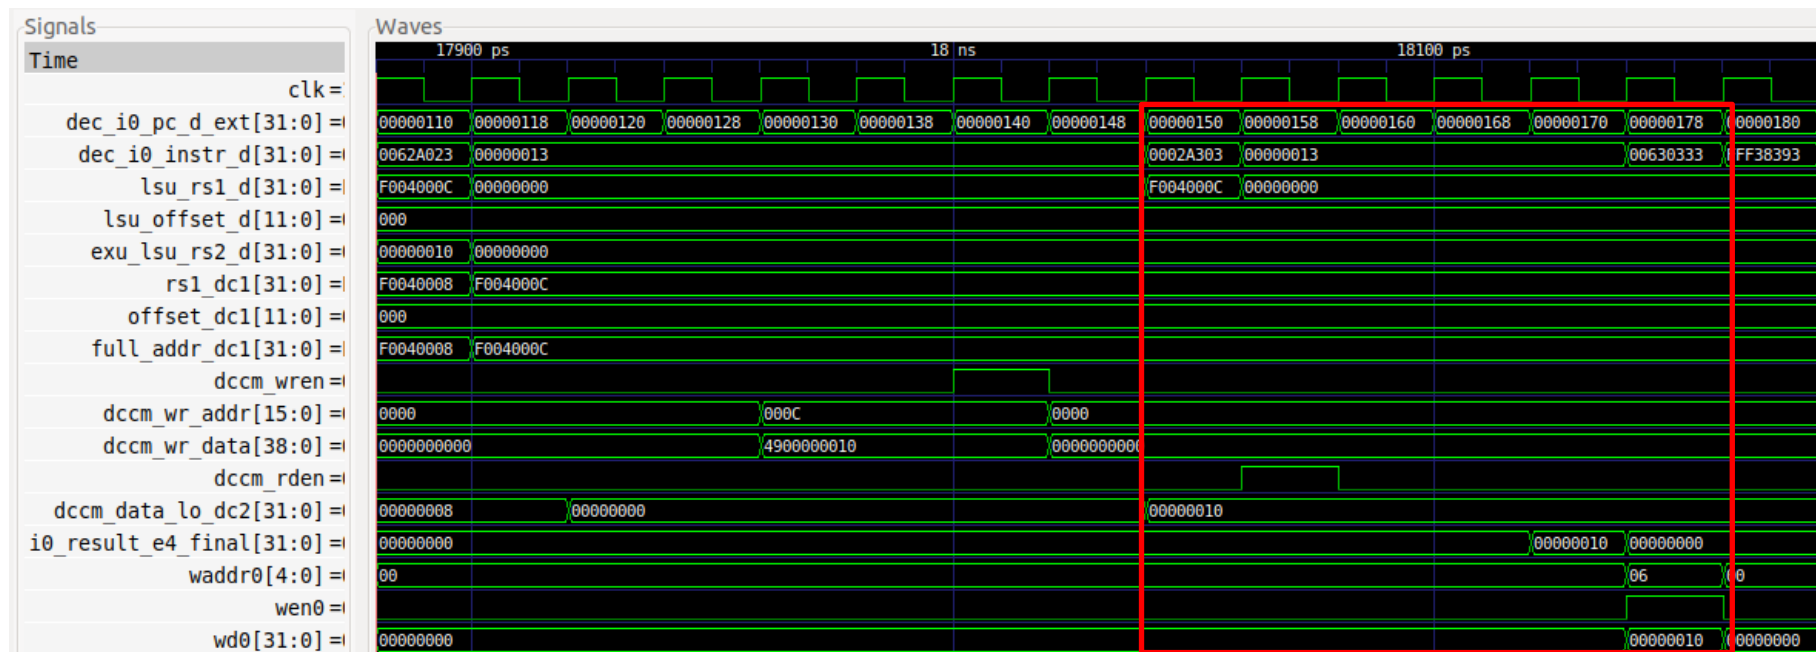 Signals Waves
Time 17900 ps 18 ns 18100 ps
clk =
dec_i0_pc_d_ext[31:0] = 00000110 00000118 00000120 00000128 00000130 00000138 00000140 00000148 00000150 00000158 00000160 00000168 00000170 00000178 00000180
dec_i0_instr_d[31:0] = 0062A023 00000013 0002A303 00000013 00630333 FFF38393
lsu_rs1_d[31:0] = F004000C 00000000 F004000C 00000000
lsu_offset_d[11:0] = 000
exu_lsu_rs2_d[31:0] = 00000010 00000000
rs1_dc1[31:0] = F0040008 F004000C
offset_dc1[11:0] = 000
full_addr_dc1[31:0] = F0040008 F004000C
dccm_wren =
dccm_wr_addr[15:0] = 0000 000C 0000
dccm_wr_data[38:0] = 0000000000 4900000010 0000000000
dccm_rden =
dccm_data_lo_dc2[31:0] = 00000008 00000000 00000010
i0_result_e4_final[31:0] = 00000000 00000010 00000000
waddr0[4:0] = 00 06 00
wen0 =
wd0[31:0] = 00000000 00000010 00000000